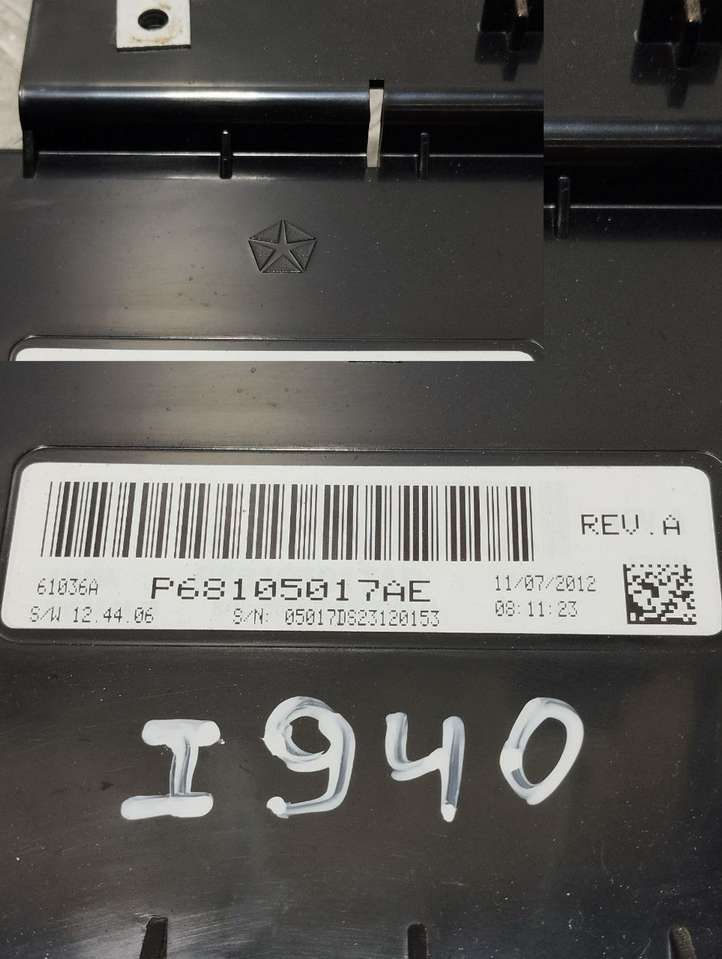 REV.A
61036A P68105017AE 11/07/2012
S/W 12.44.06 S/N: 05017DS23120153 08:11:23
I940